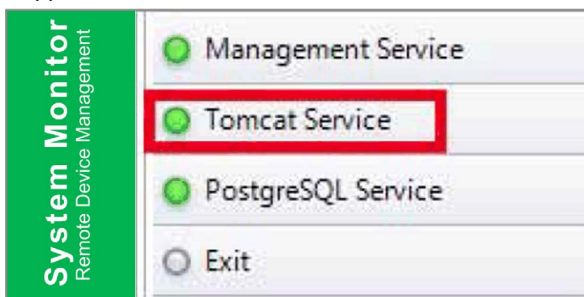 System Monitor
Remote Device Management
Management Service
Tomcat Service
PostgreSQL Service
Exit